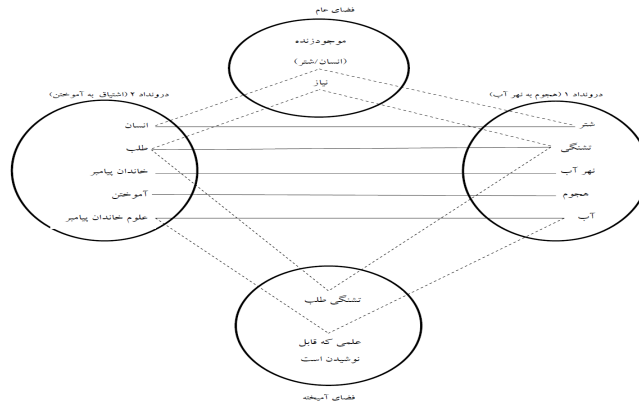 فضای عام
موجودزنده
(انسان/شتر)
نیاز
درونداد ۱ (هجوم به نهر آب)
شتر
تشنگی
نهر آب
هجوم
آب
درونداد ۲ (اشتیاق به آموختن)
انسان
طلب
خاندان پیامبر
آموختن
علوم خاندان پیامبر
تشنگی طلب
علمی که قابل
نوشیدن است
فضای آمیخته